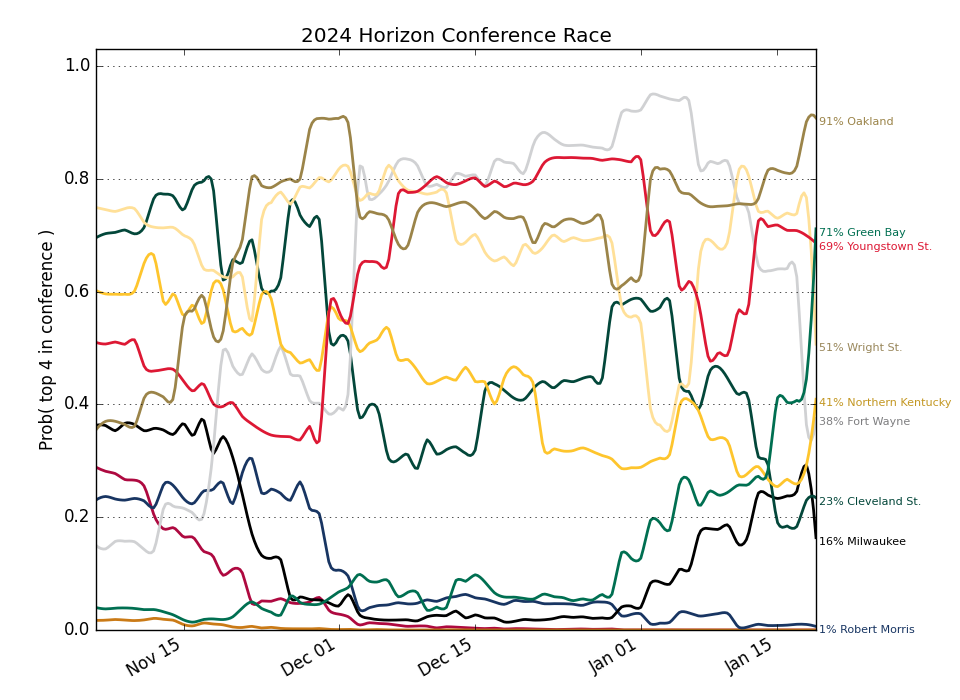 2024 Horizon Conference Race
Prob( top 4 in conference )
1.0
0.8
0.6
0.4
0.2
0.0
Nov 15
Dec 01
Dec 15
Jan 01
Jan 15
91% Oakland
71% Green Bay
69% Youngstown St.
51% Wright St.
41% Northern Kentucky
38% Fort Wayne
23% Cleveland St.
16% Milwaukee
1% Robert Morris